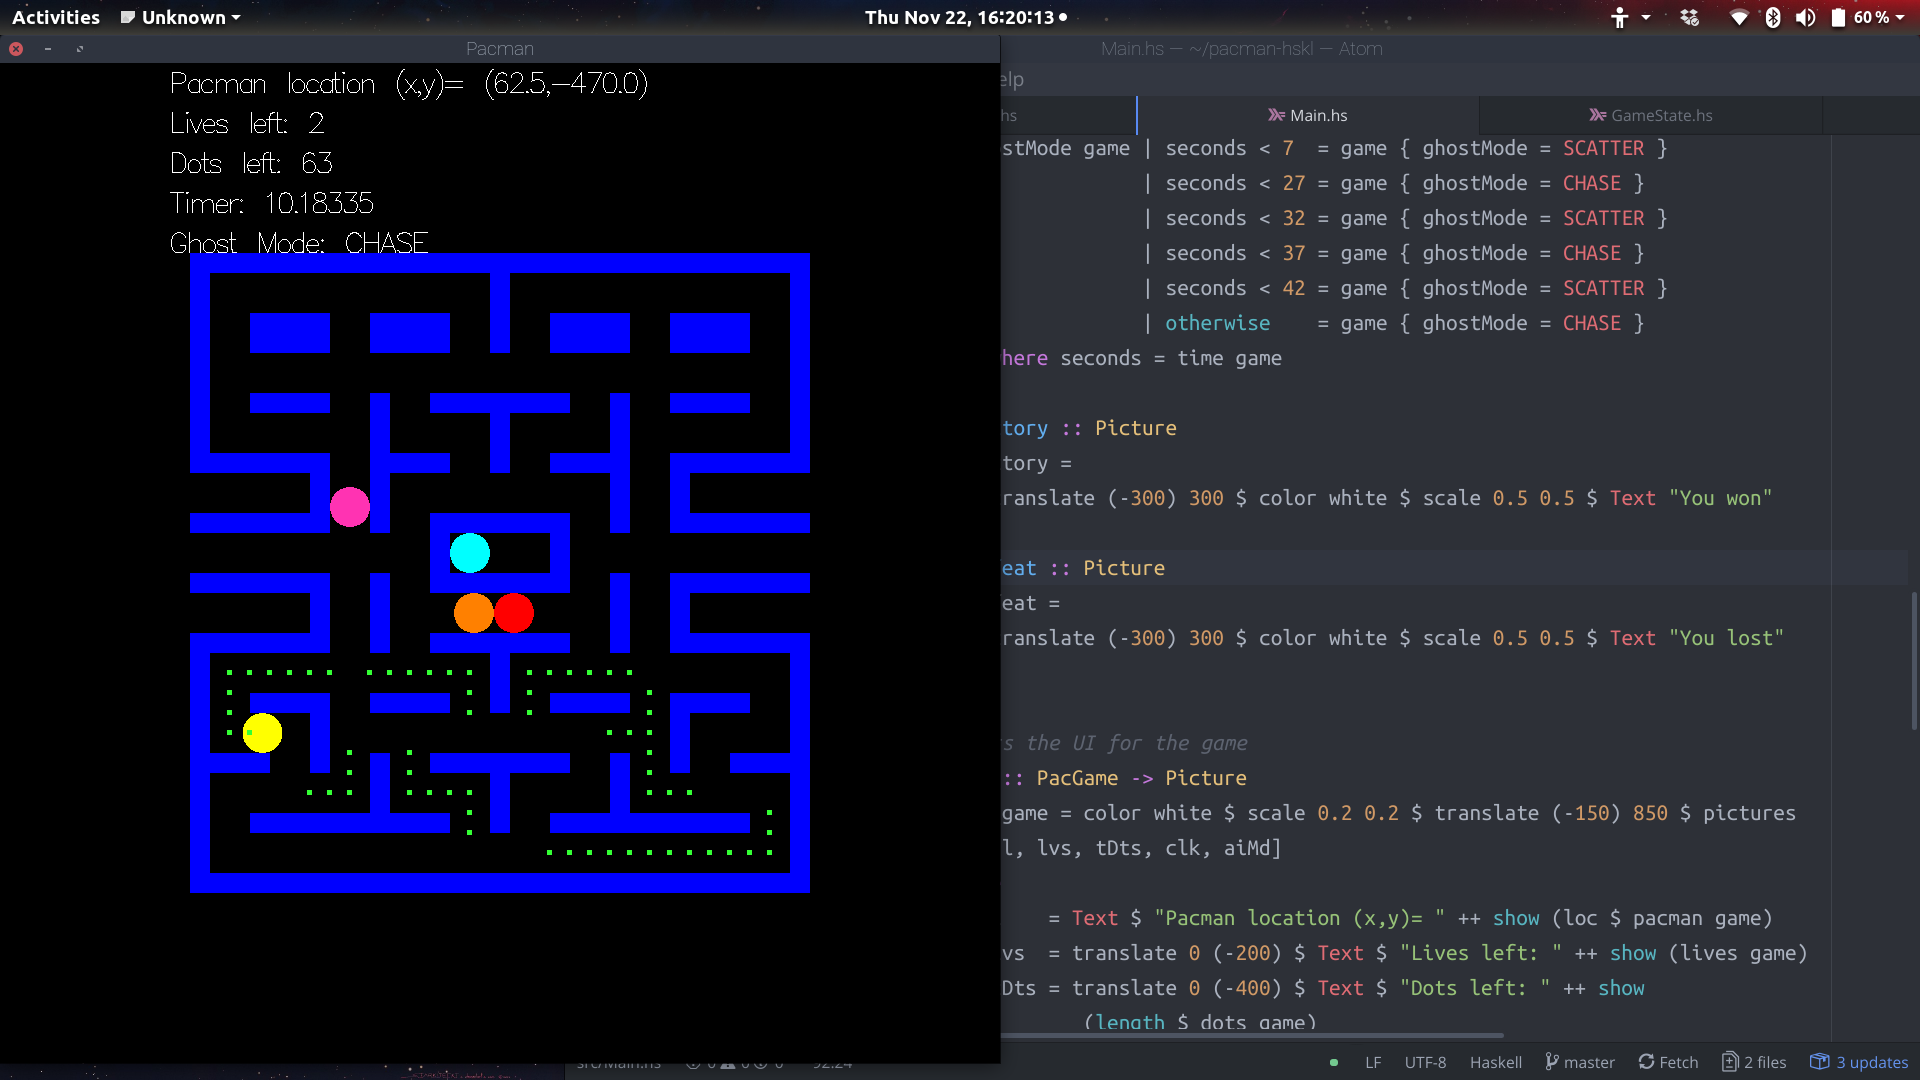 Activities
Unknown
Thu Nov 22, 16:20:13
60 %
Pacman
Main.hs — ~/pacman-hskl — Atom
elp
Pacman location (x,y)= (62.5,-470.0)
Lives left: 2
Dots left: 63
Timer: 10.18335
Ghost Mode: CHASE
hs
Main.hs
GameState.hs
stMode game | seconds < 7 = game { ghostMode = SCATTER }
| seconds < 27 = game { ghostMode = CHASE }
| seconds < 32 = game { ghostMode = SCATTER }
| seconds < 37 = game { ghostMode = CHASE }
| seconds < 42 = game { ghostMode = SCATTER }
| otherwise = game { ghostMode = CHASE }
here seconds = time game
tory :: Picture
tory =
ranslate (-300) 300 $ color white $ scale 0.5 0.5 $ Text "You won"
eat :: Picture
eat =
ranslate (-300) 300 $ color white $ scale 0.5 0.5 $ Text "You lost"
s the UI for the game
:: PacGame -> Picture
game = color white $ scale 0.2 0.2 $ translate (-150) 850 $ pictures
l, lvs, tDts, clk, aiMd]
= Text $ "Pacman location (x,y)= " ++ show (loc $ pacman game)
vs = translate 0 (-200) $ Text $ "Lives left: " ++ show (lives game)
Dts = translate 0 (-400) $ Text $ "Dots left: " ++ show
(length $ dots game)
src/Main.hs 0 0 0 92:24
LF UTF-8 Haskell master Fetch 2 files 3 updates